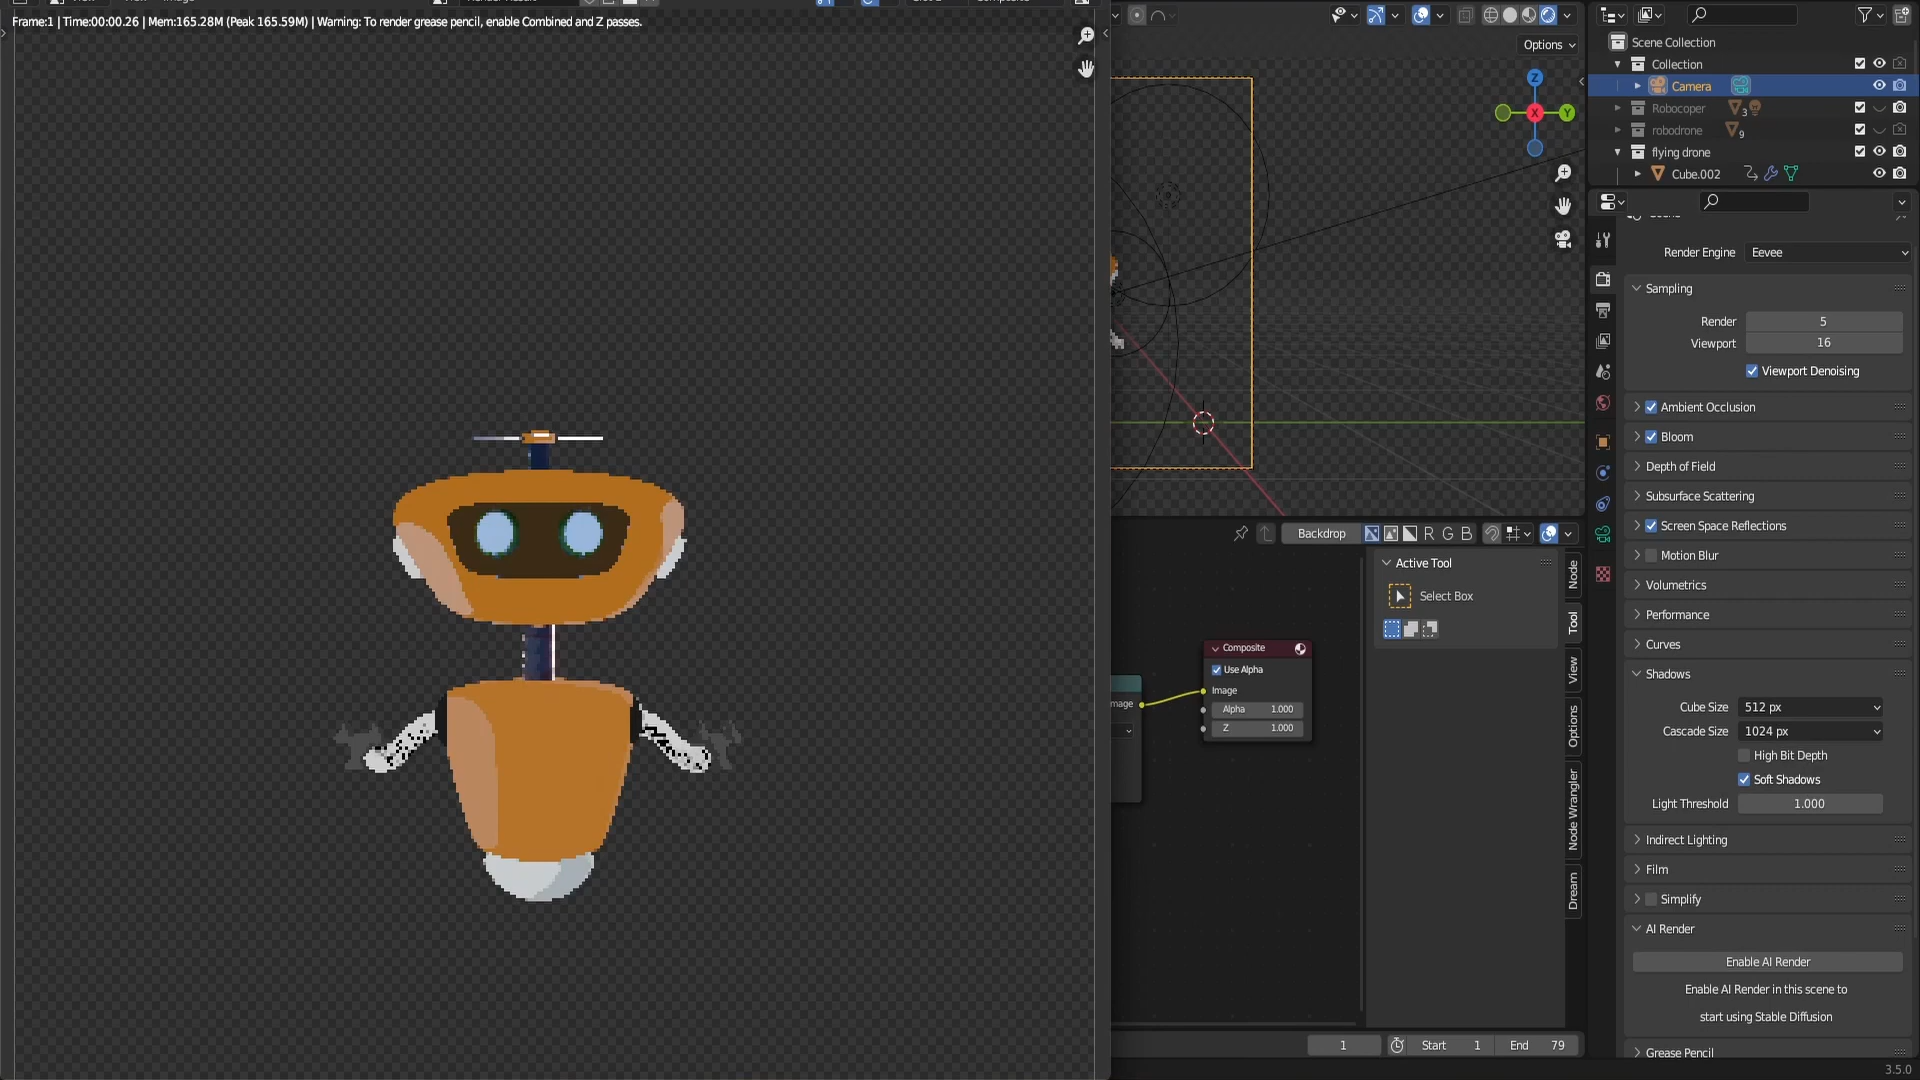 Frame:1 | Time:00:00.26 | Mem:165.28M (Peak 165.59M) | Warning: To render grease pencil, enable Combined and Z passes.
Options
Z
X
Y
Scene Collection
Collection
Camera
Robocoper
3
robodrone
9
flying drone
Cube.002
Render Engine
Eevee
Sampling
Render
5
Viewport
16
Viewport Denoising
Ambient Occlusion
Bloom
Depth of Field
Subsurface Scattering
Screen Space Reflections
Motion Blur
Volumetrics
Performance
Curves
Shadows
Cube Size
512 px
Cascade Size
1024 px
High Bit Depth
Soft Shadows
Light Threshold
1.000
Indirect Lighting
Film
Simplify
AI Render
Enable AI Render
Enable AI Render in this scene to
start using Stable Diffusion
Grease Pencil
Backdrop
R G B
Active Tool
Select Box
Node
Tool
View
Options
Node Wrangler
Dream
Composite
Use Alpha
Image
Alpha 1.000
Z 1.000
mage
1
Start 1
End 79
3.5.0